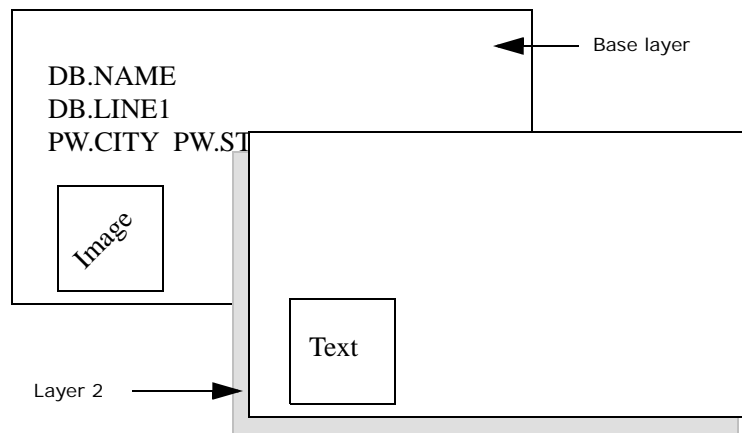 Base layer
DB.NAME
DB.LINE1
PW.CITY PW.ST
Image
Text
Layer 2